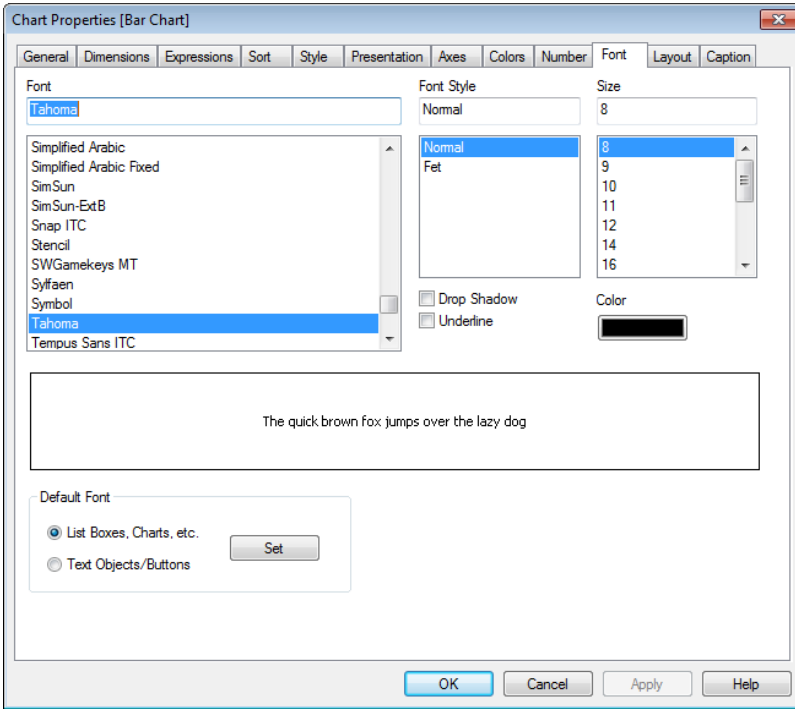 Chart Properties [Bar Chart]
General Dimensions Expressions Sort Style Presentation Axes Colors Number Font Layout Caption
Font Font Style Size
Tahoma Normal 8
Simplified Arabic
Simplified Arabic Fixed
SimSun
SimSun-ExtB
Snap ITC
Stencil
SWGamekeys MT
Sylfaen
Symbol
Tahoma
Tempus Sans ITC
Normal
Fet
8
9
10
11
12
14
16
Drop Shadow
Underline
Color
The quick brown fox jumps over the lazy dog
Default Font
List Boxes, Charts, etc.
Text Objects/Buttons
Set
OK Cancel Apply Help